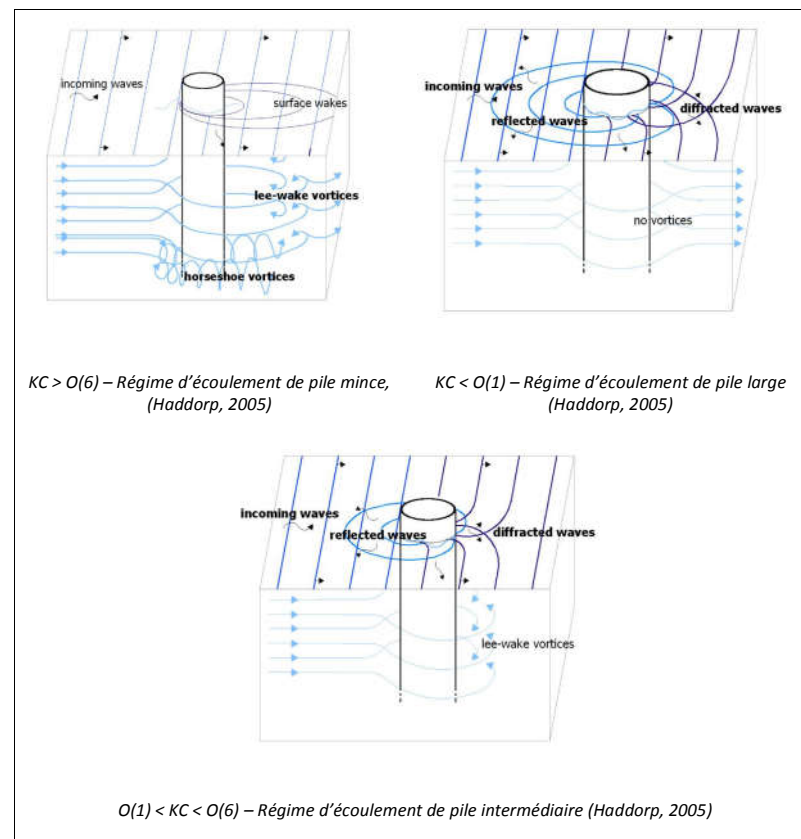 incoming waves
surface wakes
lee-wake vortices
horseshoe vortices
KC > O(6) – Régime d’écoulement de pile mince,
(Haddorp, 2005)
incoming waves
diffracted waves
reflected waves
no vortices
KC < O(1) – Régime d’écoulement de pile large
(Haddorp, 2005)
incoming waves
reflected waves
diffracted waves
lee-wake vortices
O(1) < KC < O(6) – Régime d’écoulement de pile intermédiaire (Haddorp, 2005)